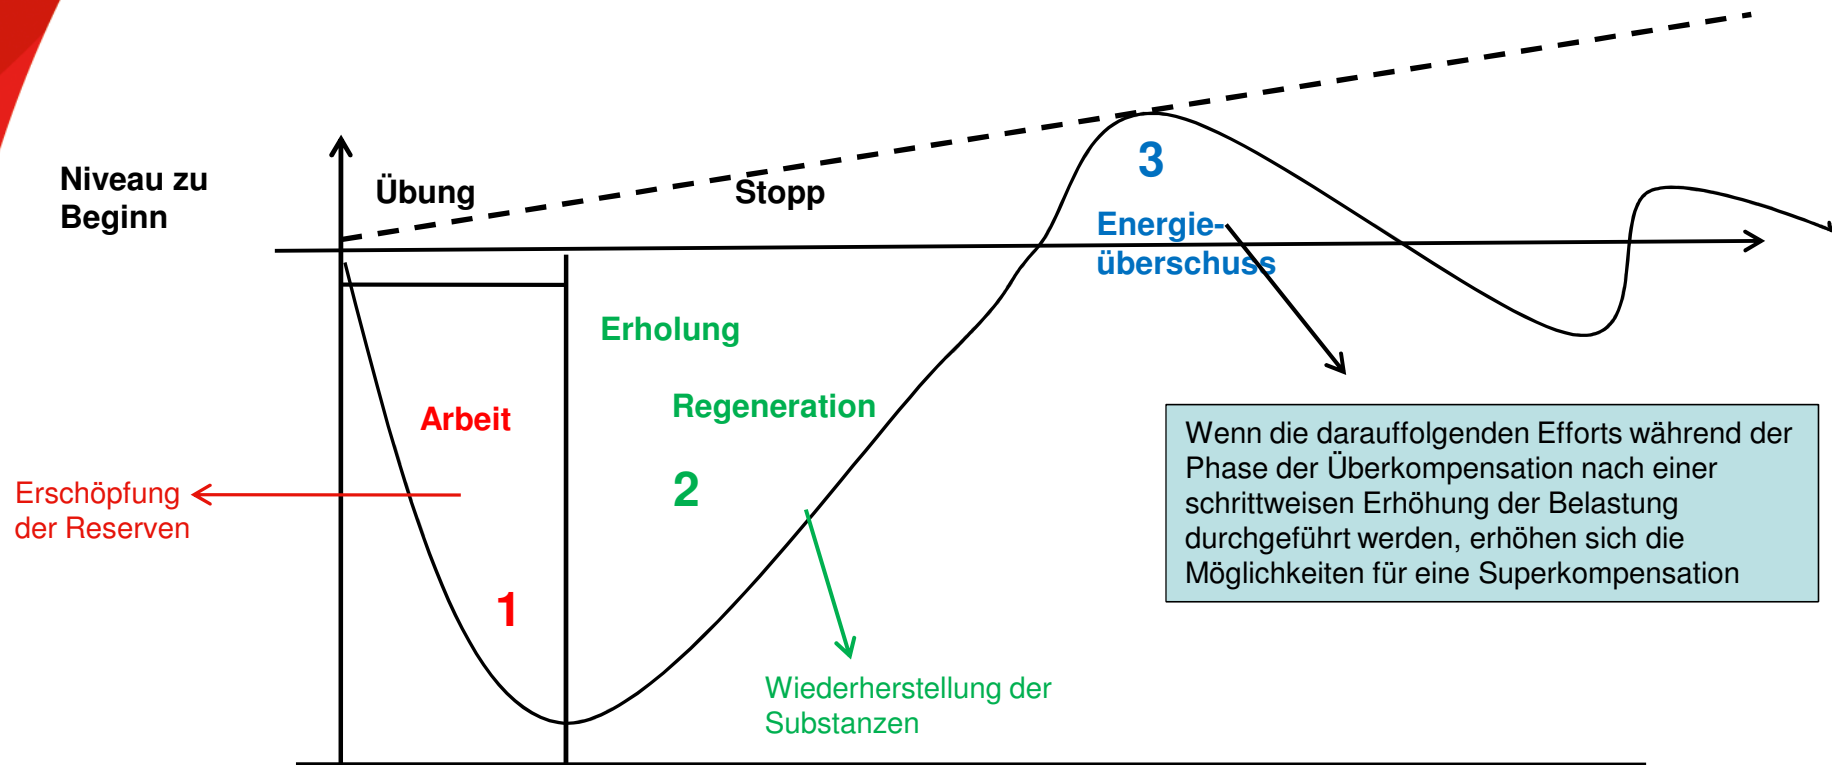 Niveau zu
Beginn
Übung
Stopp
3
Energie-
überschuss
Erholung
Regeneration
Arbeit
2
Erschöpfung
der Reserven
1
Wiederherstellung der
Substanzen
Wenn die darauffolgenden Efforts während der
Phase der Überkompensation nach einer
schrittweisen Erhöhung der Belastung
durchgeführt werden, erhöhen sich die
Möglichkeiten für eine Superkompensation